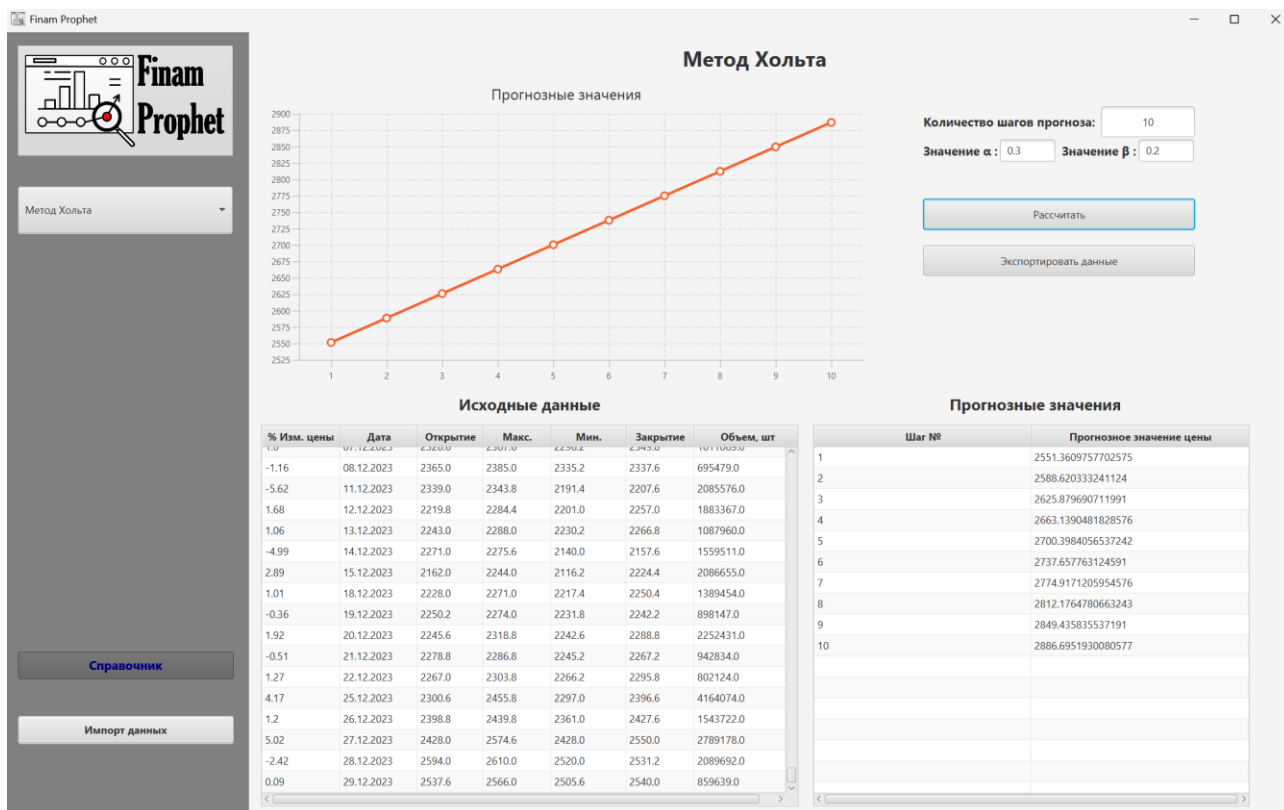 Finam Prophet
Finam
Prophet
Метод Хольта
Справочник
Импорт данных
Метод Хольта
Прогнозные значения
2900
2875
2850
2825
2800
2775
2750
2725
2700
2675
2650
2625
2600
2575
2550
2525
1 2 3 4 5 6 7 8 9 10
Количество шагов прогноза: 10
Значение α : 0.3 Значение β : 0.2
Рассчитать
Экспортировать данные
Исходные данные
% Изм. цены Дата Открытие Макс. Мин. Закрытие Объем, шт
-1.16 08.12.2023 2365.0 2385.0 2335.2 2337.6 695479.0
-5.62 11.12.2023 2339.0 2343.8 2191.4 2207.6 2085576.0
1.68 12.12.2023 2219.8 2284.4 2201.0 2257.0 1883367.0
1.06 13.12.2023 2243.0 2288.0 2230.2 2266.8 1087960.0
-4.99 14.12.2023 2271.0 2275.6 2140.0 2157.6 1559511.0
2.89 15.12.2023 2162.0 2244.0 2116.2 2224.4 2086655.0
1.01 18.12.2023 2228.0 2271.0 2217.4 2250.4 1389454.0
-0.36 19.12.2023 2250.2 2274.0 2231.8 2242.2 898147.0
1.92 20.12.2023 2245.6 2318.8 2242.6 2288.8 2252431.0
-0.51 21.12.2023 2278.8 2286.8 2245.2 2267.2 942834.0
1.27 22.12.2023 2267.0 2303.8 2266.2 2295.8 802124.0
4.17 25.12.2023 2300.6 2455.8 2297.0 2396.6 4164074.0
1.2 26.12.2023 2398.8 2439.8 2361.0 2427.6 1543722.0
5.02 27.12.2023 2428.0 2574.6 2428.0 2550.0 2789178.0
-2.42 28.12.2023 2594.0 2610.0 2520.0 2531.2 2089692.0
0.09 29.12.2023 2537.6 2566.0 2505.6 2540.0 859639.0
Прогнозные значения
Шаг № Прогнозное значение цены
1 2551.3609757702575
2 2588.620333241124
3 2625.879690711991
4 2663.1390481828576
5 2700.3984056537242
6 2737.657763124591
7 2774.9171205954576
8 2812.1764780663243
9 2849.435835537191
10 2886.6951930080577